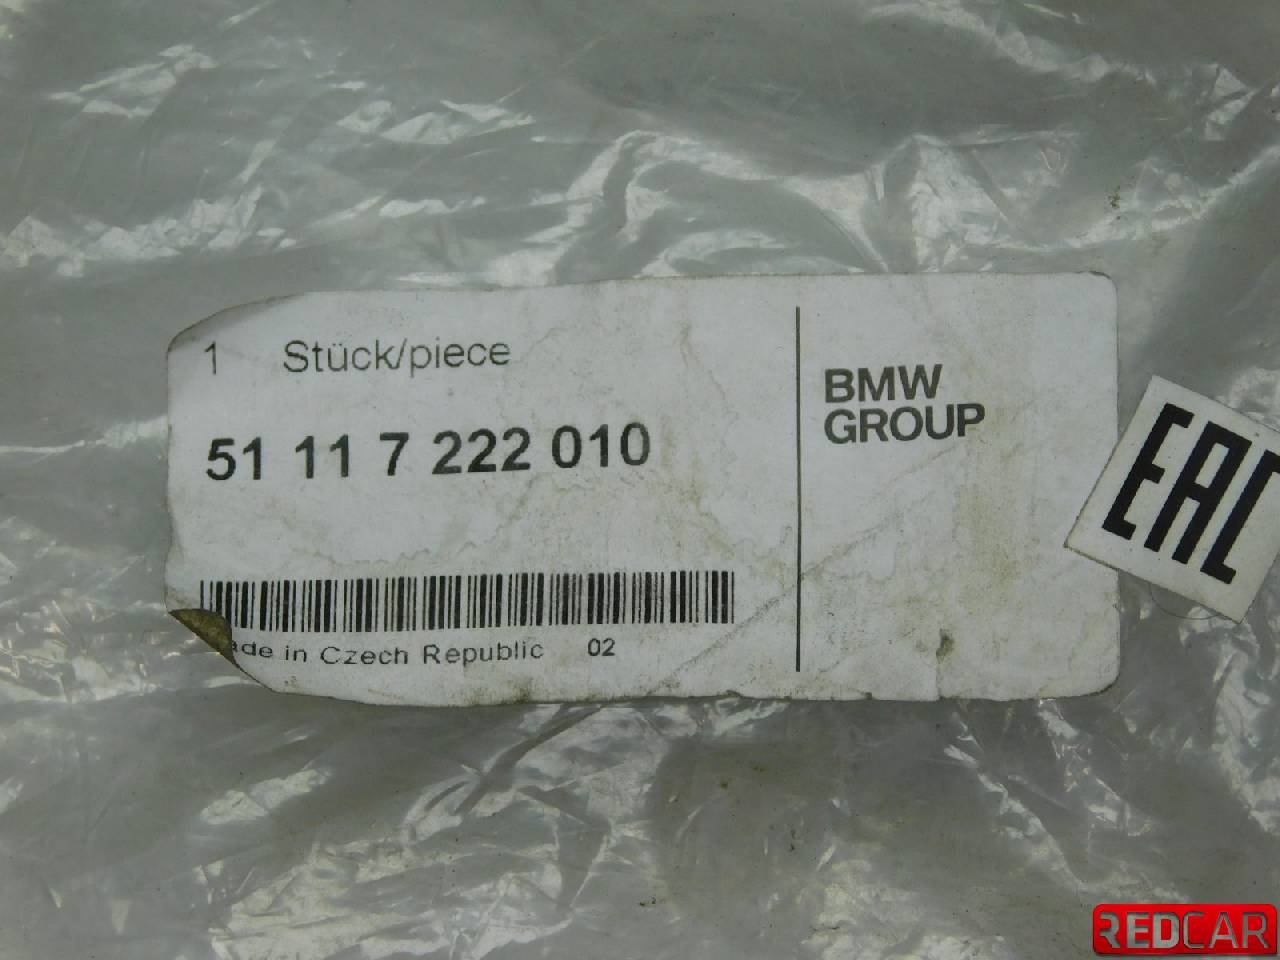 1 Stück/piece
51 11 7 222 010
ade in Czech Republic 02
BMW
GROUP
EAC
REDCAR